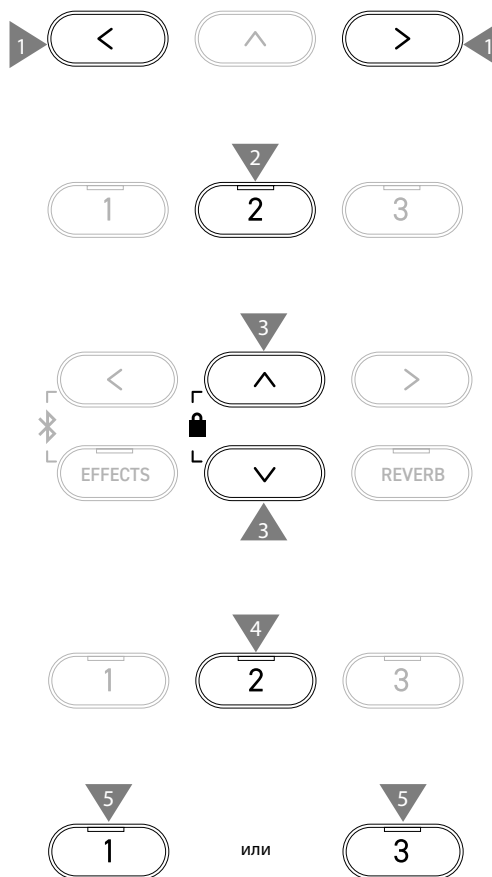 1 < ^ > 1
2
1 2 3
3
< ^ >
EFFECTS ∨ REVERB
3
4
1 2 3
5 5
1 или 3